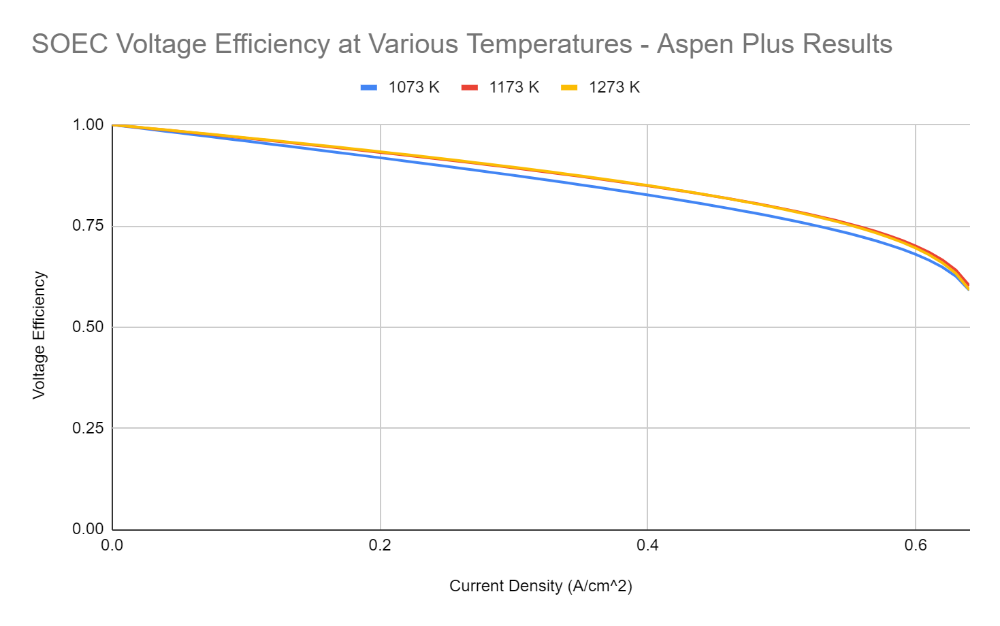 SOEC Voltage Efficiency at Various Temperatures - Aspen Plus Results
1073 K 1173 K 1273 K
1.00
0.75
0.50
0.25
0.00
Voltage Efficiency
0.0 0.2 0.4 0.6
Current Density (A/cm^2)